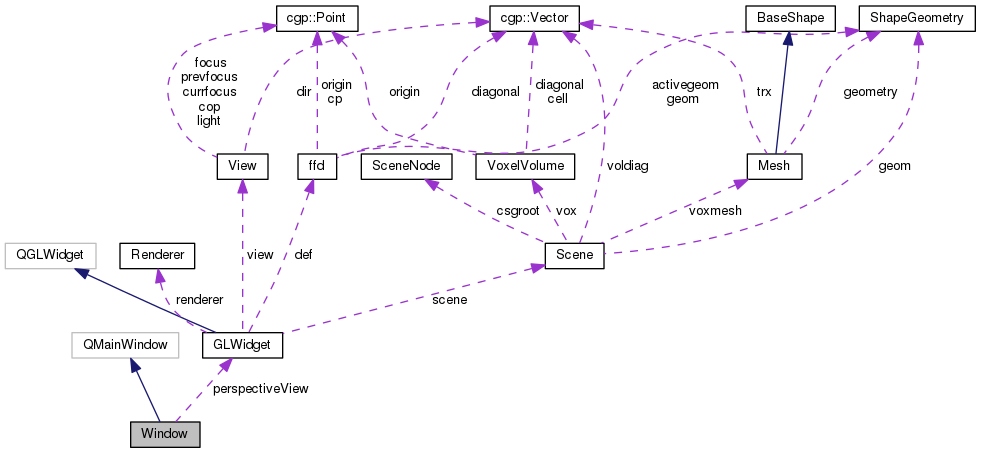 cgp::Point
cgp::Vector
BaseShape
ShapeGeometry
focus
prevfocus
currfocus
cop
light
dir
origin
cp
origin
diagonal
diagonal
cell
activegeom
geom
trx
geometry
View
ffd
SceneNode
VoxelVolume
Mesh
voldiag
geom
csgroot
vox
voxmesh
QGLWidget
Renderer
view
def
Scene
renderer
scene
QMainWindow
GLWidget
perspectiveView
Window